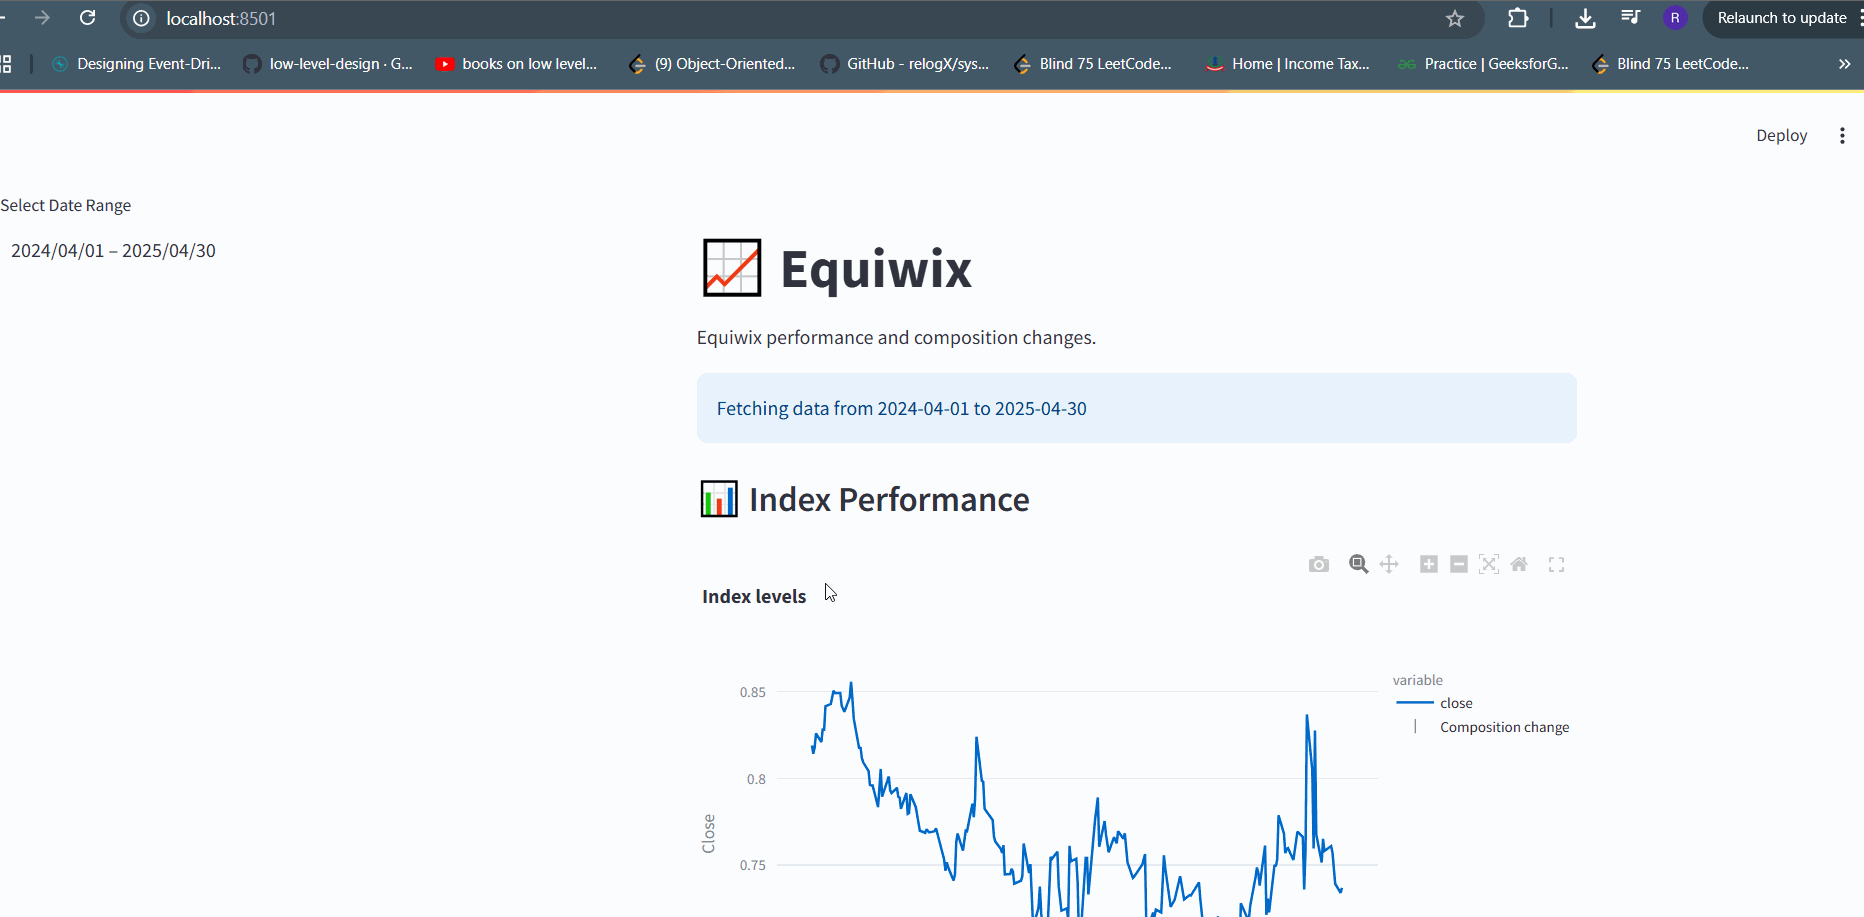 localhost:8501
R
Relaunch to update
Designing Event-Dri...
low-level-design · G...
books on low level...
(9) Object-Oriented...
GitHub - relogX/sys...
Blind 75 LeetCode...
Home | Income Tax...
Practice | GeeksforG...
Blind 75 LeetCode...
»
Deploy
Select Date Range
2024/04/01 – 2025/04/30
Equiwix
Equiwix performance and composition changes.
Fetching data from 2024-04-01 to 2025-04-30
Index Performance
Index levels
variable
close
Composition change
0.85
0.8
0.75
Close